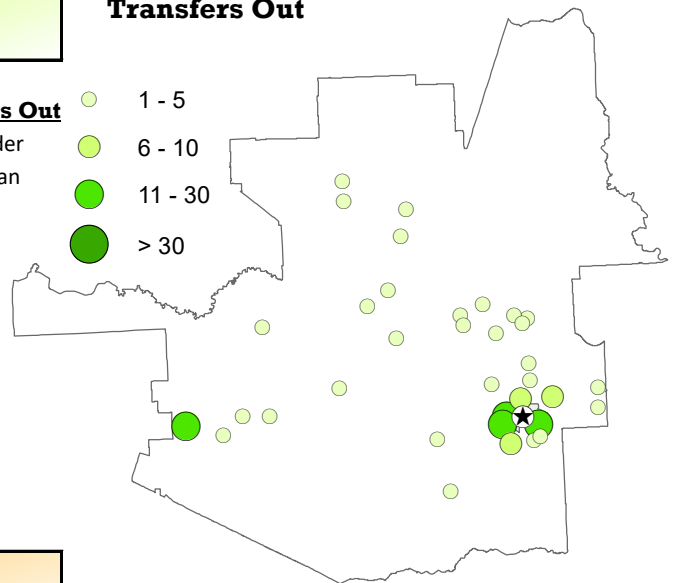 Transfers Out
s Out
der
an
1 - 5
6 - 10
11 - 30
> 30